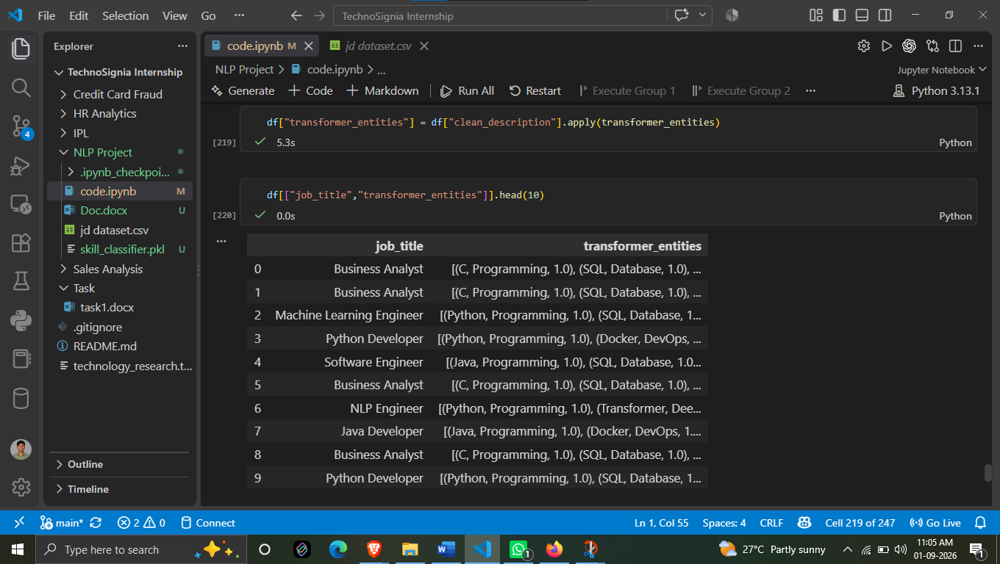 File Edit Selection View Go ··· TechnoSignia Internship
Explorer ···
TechnoSignia Internship
Credit Card Fraud
HR Analytics
IPL
NLP Project
.ipynb_checkpoi...
code.ipynb M
Doc.docx U
jd dataset.csv
skill_classifier.pkl U
Sales Analysis
Task
task1.docx
.gitignore
README.md
technology_research.t...
Outline
Timeline
4
code.ipynb M jd dataset.csv
NLP Project > code.ipynb > ...
Jupyter Notebook
Generate + Code + Markdown Run All Restart Execute Group 1 Execute Group 2 ··· Python 3.13.1
df["transformer_entities"] = df["clean_description"].apply(transformer_entities)
[219] 5.3s Python
df[["job_title","transformer_entities"]].head(10)
[220] 0.0s Python
...
job_title transformer_entities
0 Business Analyst [(C, Programming, 1.0), (SQL, Database, 1.0), ...
1 Business Analyst [(C, Programming, 1.0), (SQL, Database, 1.0), ...
2 Machine Learning Engineer [(Python, Programming, 1.0), (SQL, Database, 1...
3 Python Developer [(Python, Programming, 1.0), (Docker, DevOps, ...
4 Software Engineer [(Java, Programming, 1.0), (SQL, Database, 1.0...
5 Business Analyst [(C, Programming, 1.0), (SQL, Database, 1.0), ...
6 NLP Engineer [(Python, Programming, 1.0), (Transformer, Dee...
7 Java Developer [(Java, Programming, 1.0), (Docker, DevOps, 1....
8 Business Analyst [(C, Programming, 1.0), (SQL, Database, 1.0), ...
9 Python Developer [(Python, Programming, 1.0), (SQL, Database, 1...
main* 2 0 Connect Ln 1, Col 55 Spaces: 4 CRLF Cell 219 of 247 Go Live
Type here to search 1 27°C Partly sunny 11:05 AM
01-09-2026 1